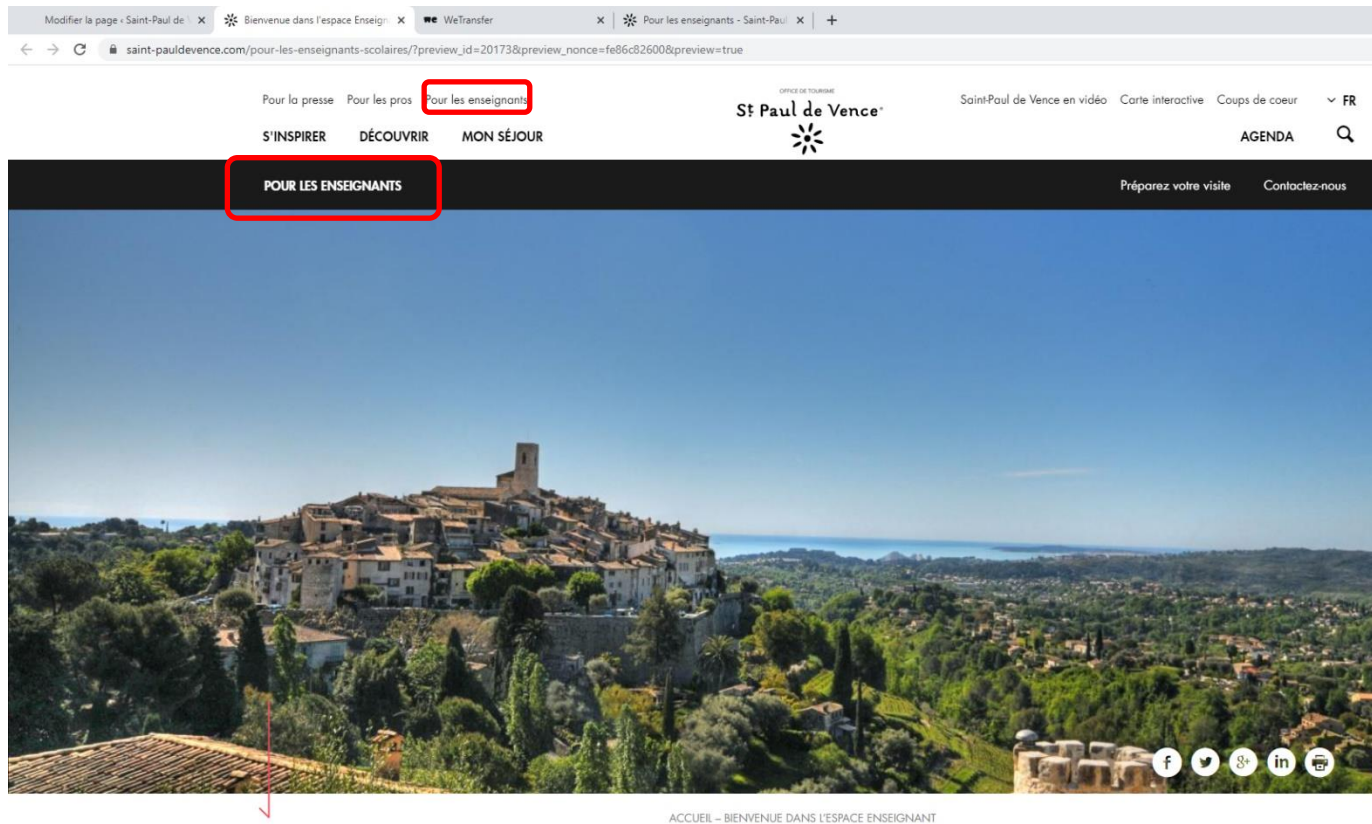 Modifier la page ‹ Saint-Paul de
Bienvenue dans l'espace Enseign
we WeTransfer
Pour les enseignants - Saint-Paul
saint-pauldevence.com/pour-les-enseignants-scolaires/?preview_id=20173&preview_nonce=fe86c82600&preview=true
Pour la presse Pour les pros Pour les enseignants
OFFICE DE TOURISME
St Paul de Vence
Saint-Paul de Vence en vidéo Carte interactive Coups de coeur FR
S'INSPIRER DÉCOUVRIR MON SÉJOUR
AGENDA
POUR LES ENSEIGNANTS
Préparez votre visite Contactez-nous
f 8+ in
ACCUEIL – BIENVENUE DANS L'ESPACE ENSEIGNANT